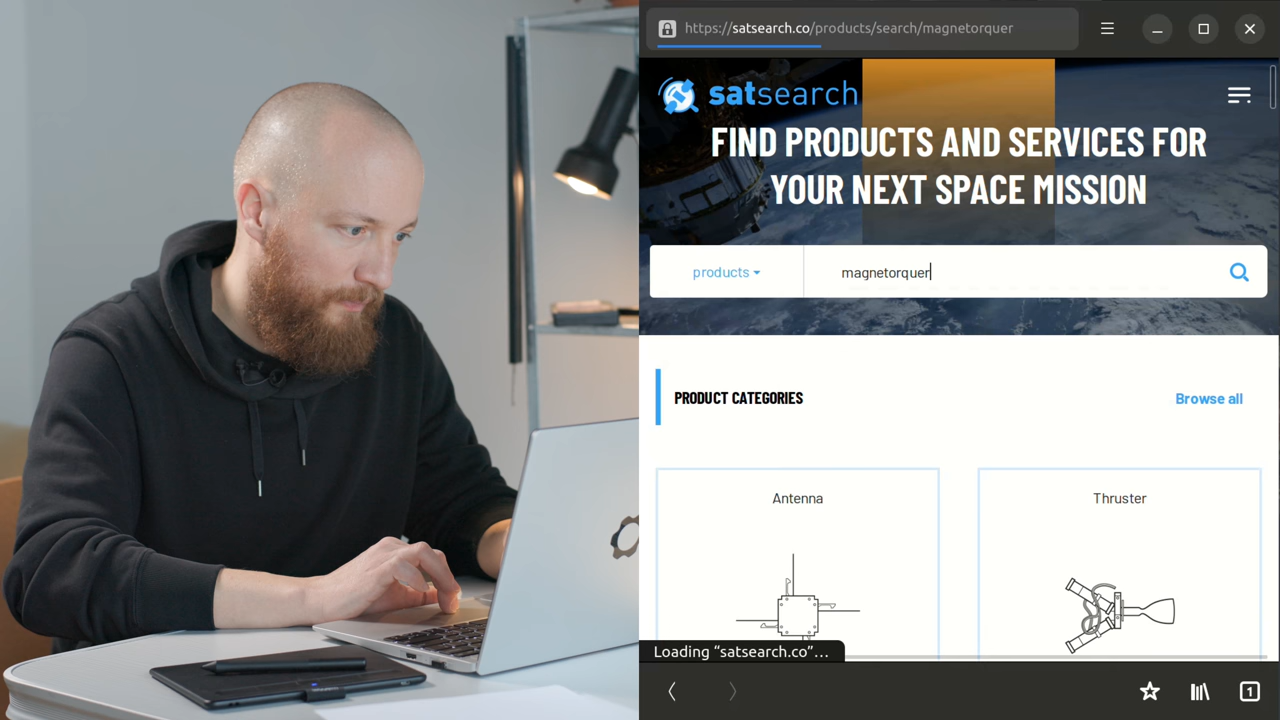 https://satsearch.co/products/search/magnetorquer
satsearch
FIND PRODUCTS AND SERVICES FOR
YOUR NEXT SPACE MISSION
products
magnetorquer
PRODUCT CATEGORIES
Browse all
Antenna
Thruster
Loading “satsearch.co”…
1